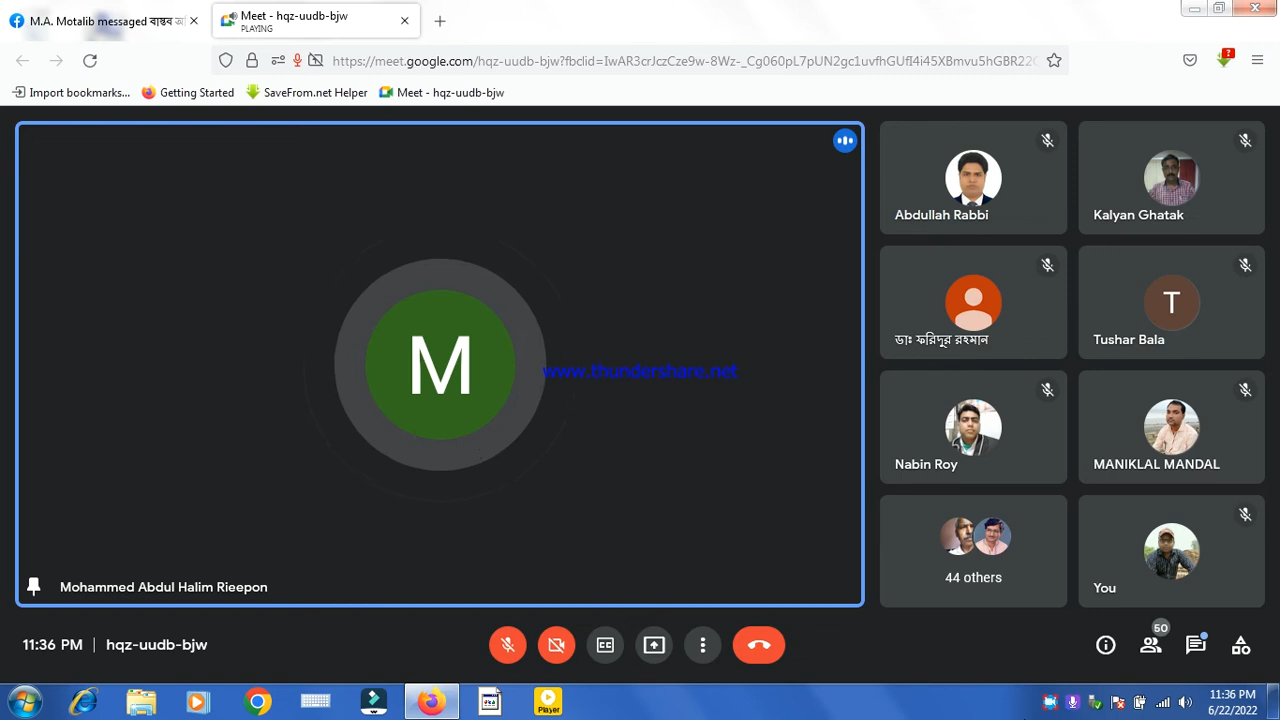 M.A. Motalib messaged বাস্তব
Meet - hqz-uudb-bjw
PLAYING
https://meet.google.com/hqz-uudb-bjw?fbclid=IwAR3crJczCze9w-8Wz-_Cg060pL7pUN2gc1uvfhGUfI4i45XBmvu5hGBR22
Import bookmarks...
Getting Started
SaveFrom.net Helper
Meet - hqz-uudb-bjw
M
www.thundershare.net
Mohammed Abdul Halim Rieepon
Abdullah Rabbi
Kalyan Ghatak
ডাঃ ফরিদুর রহমান
T
Tushar Bala
Nabin Roy
MANIKLAL MANDAL
44 others
You
11:36 PM | hqz-uudb-bjw
CC
50
Player
11:36 PM
6/22/2022